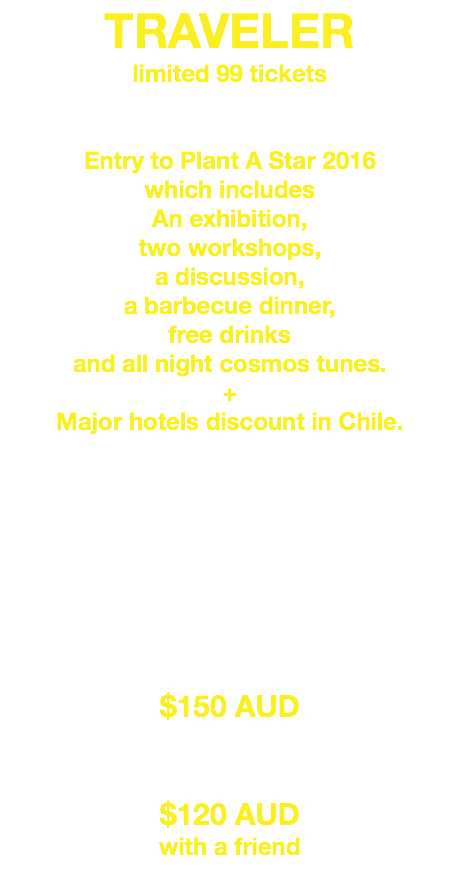 TRAVELER
limited 99 tickets
Entry to Plant A Star 2016
which includes
An exhibition,
two workshops,
a discussion,
a barbecue dinner,
free drinks
and all night cosmos tunes.
+
Major hotels discount in Chile.
$150 AUD
$120 AUD
with a friend